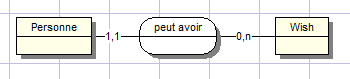 Personne
1,1
peut avoir
0,n
Wish